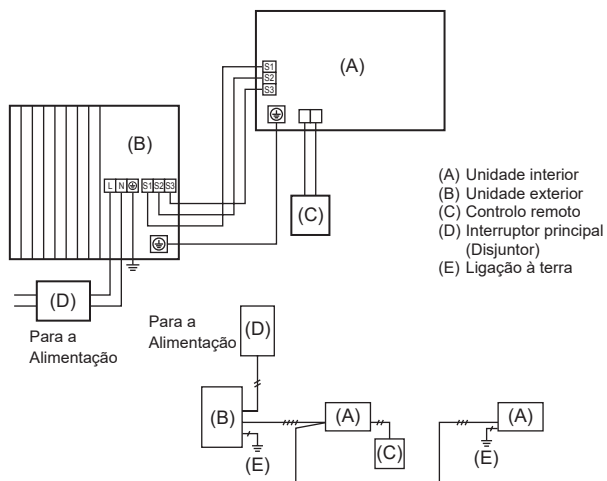 (A)
S1
S2
S3
(B)
L N S1 S2 S3
(C)
(D)
Para a
Alimentação
(A) Unidade interior
(B) Unidade exterior
(C) Controlo remoto
(D) Interruptor principal
(Disjuntor)
(E) Ligação à terra
Para a
Alimentação
(D)
(B)
(E)
(A)
(C)
(A)
(E)